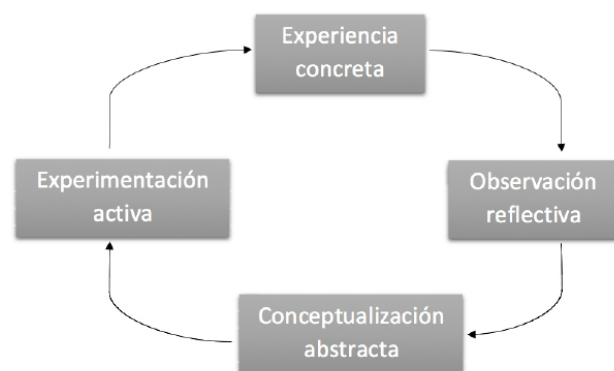 Experiencia
concreta
Experimentación
activa
Observación
reflectiva
Conceptualización
abstracta